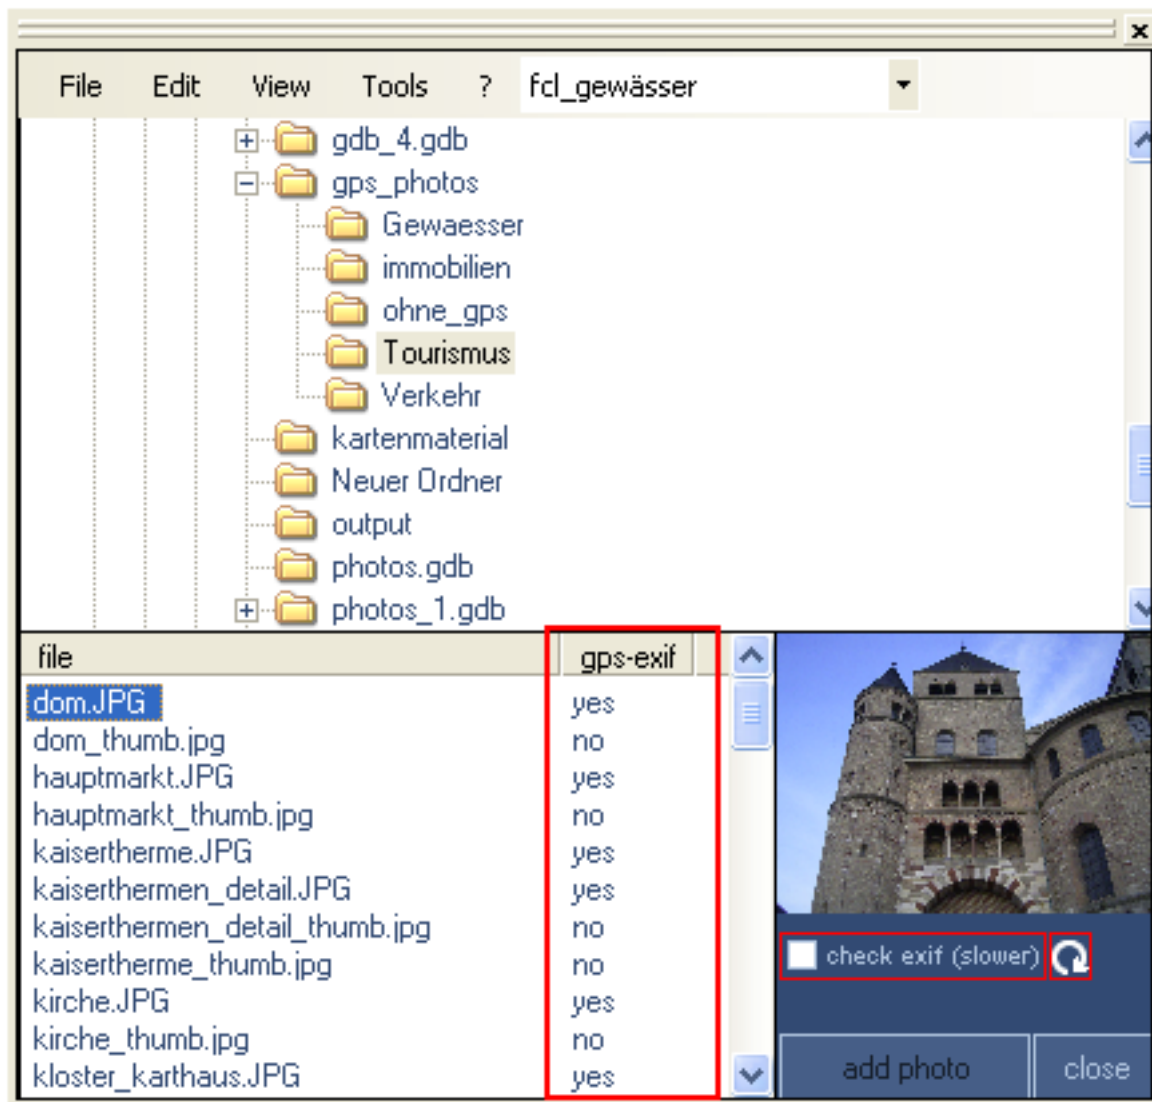 File Edit View Tools ? fcl_gewässer
gdb_4.gdb
gps_photos
Gewaesser
immobilien
ohne_gps
Tourismus
Verkehr
kartenmaterial
Neuer Ordner
output
photos.gdb
photos_1.gdb
file gps-exif
dom.JPG yes
dom_thumb.jpg no
hauptmarkt.JPG yes
hauptmarkt_thumb.jpg no
kaisertherme.JPG yes
kaiserthermen_detail.JPG yes
kaiserthermen_detail_thumb.jpg no
kaisertherme_thumb.jpg no
kirche.JPG yes
kirche_thumb.jpg no
kloster_karthaus.JPG yes
check exif (slower)
add photo close